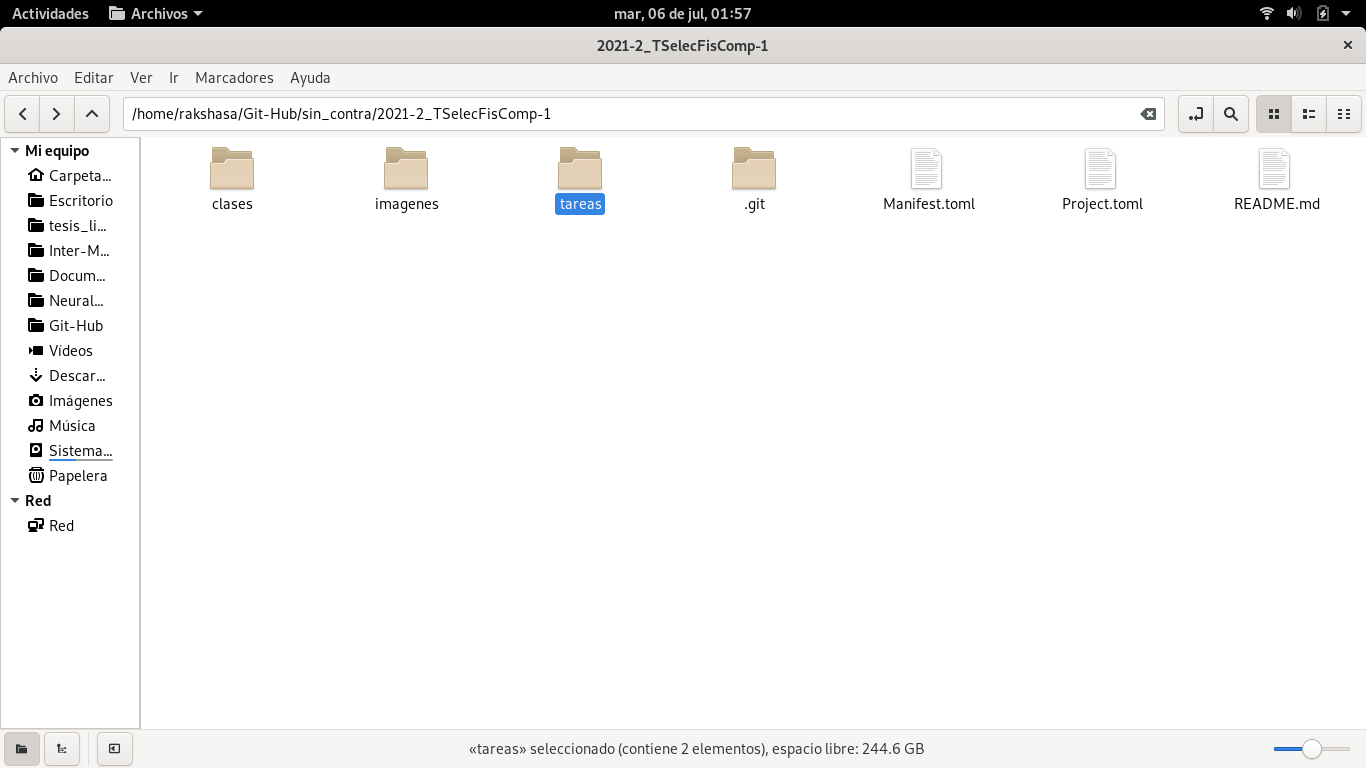 Actividades Archivos mar, 06 de jul, 01:57
2021-2_TSelecFisComp-1
Archivo Editar Ver Ir Marcadores Ayuda
/home/rakshasa/Git-Hub/sin_contra/2021-2_TSelecFisComp-1
Mi equipo
Carpeta...
Escritorio
tesis_li...
Inter-M...
Docum...
Neural...
Git-Hub
Vídeos
Descar...
Imágenes
Música
Sistema...
Papelera
Red
Red
clases imagenes tareas .git Manifest.toml Project.toml README.md
«tareas» seleccionado (contiene 2 elementos), espacio libre: 244.6 GB